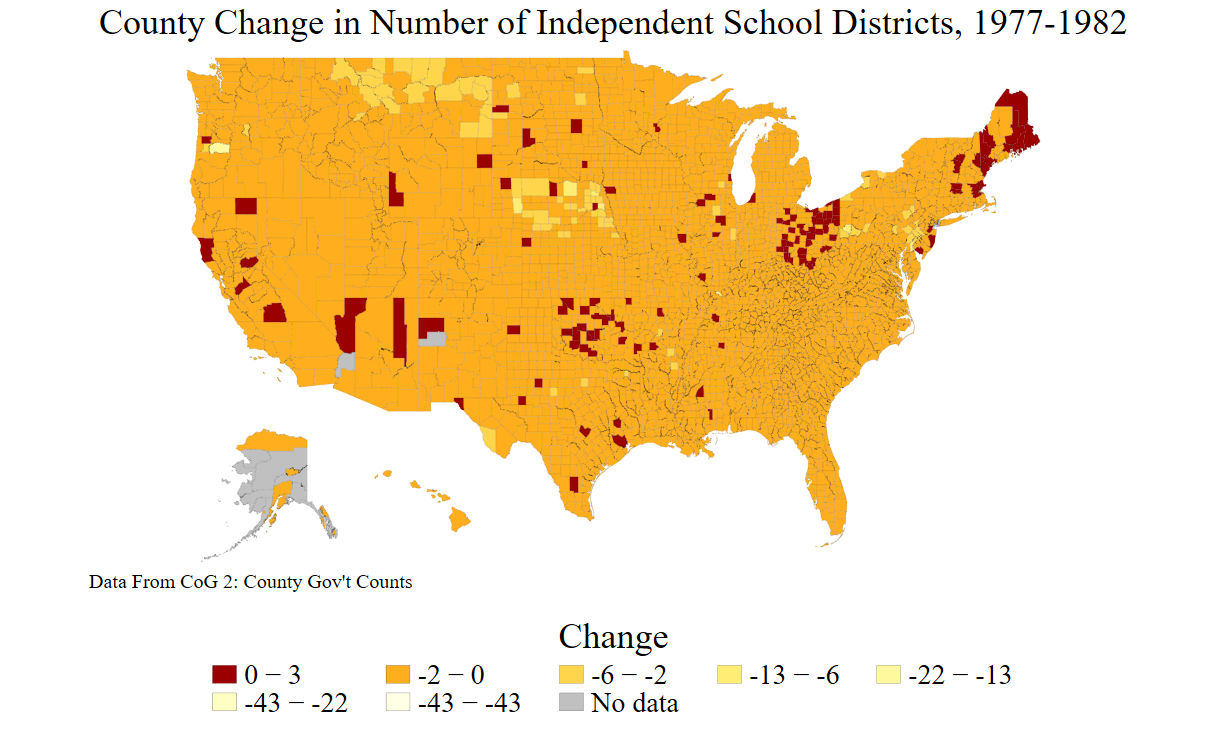 County Change in Number of Independent School Districts, 1977-1982
Data From CoG 2: County Gov't Counts
Change
0 − 3 -2 − 0 -6 − -2 -13 − -6 -22 − -13
-43 − -22 -43 − -43 No data